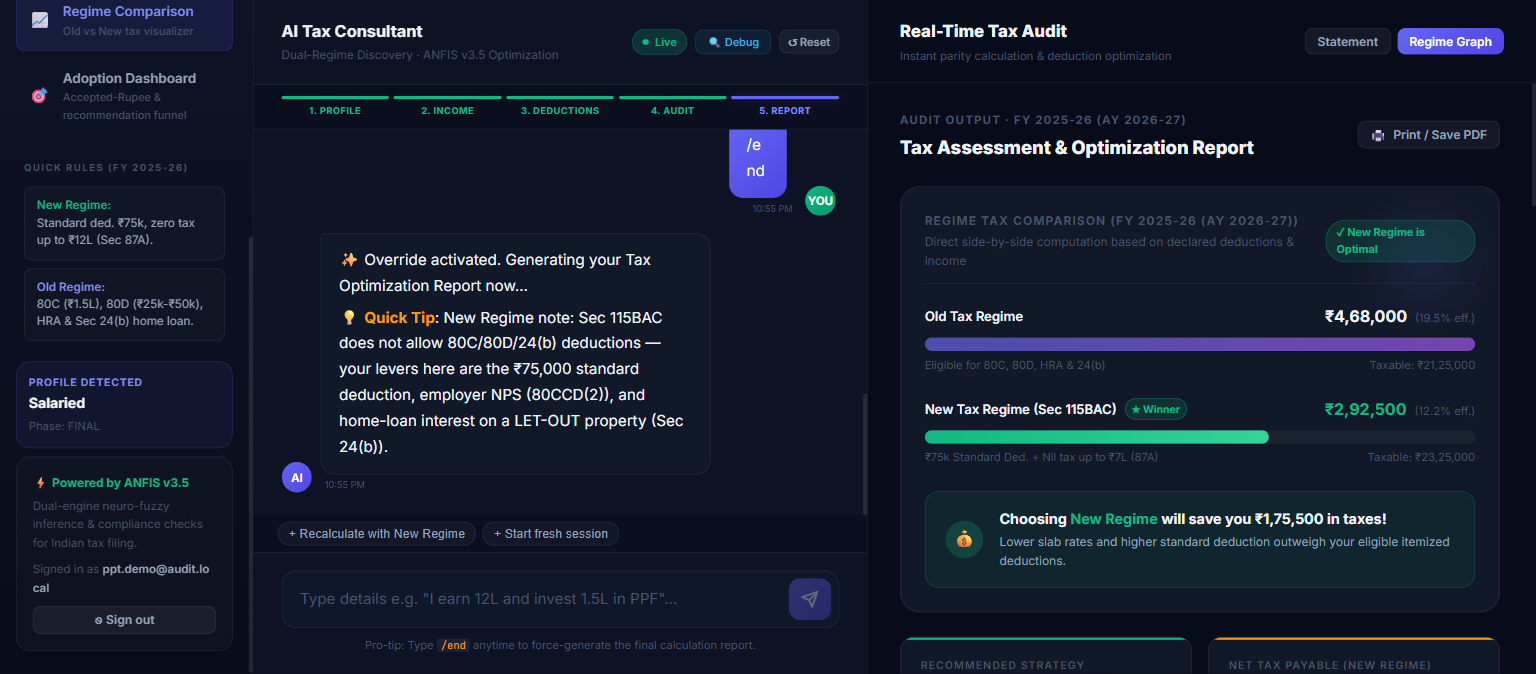 Regime Comparison
Old vs New tax visualizer
Adoption Dashboard
Accepted-Rupee &
recommendation funnel
QUICK RULES (FY 2025-26)
New Regime:
Standard ded. ₹75k, zero tax
up to ₹12L (Sec 87A).
Old Regime:
80C (₹1.5L), 80D (₹25k-₹50k),
HRA & Sec 24(b) home loan.
PROFILE DETECTED
Salaried
Phase: FINAL
Powered by ANFIS v3.5
Dual-engine neuro-fuzzy
inference & compliance checks
for Indian tax filing.
Signed in as ppt.demo@audit.lo
cal
Sign out
AI Tax Consultant
Dual-Regime Discovery · ANFIS v3.5 Optimization
Live
Debug
↺ Reset
1. PROFILE
2. INCOME
3. DEDUCTIONS
4. AUDIT
5. REPORT
/e
nd
10:55 PM
YOU
✨ Override activated. Generating your Tax
Optimization Report now...
💡 Quick Tip: New Regime note: Sec 115BAC
does not allow 80C/80D/24(b) deductions —
your levers here are the ₹75,000 standard
deduction, employer NPS (80CCD(2)), and
home-loan interest on a LET-OUT property (Sec
24(b)).
AI
10:55 PM
+ Recalculate with New Regime
+ Start fresh session
Type details e.g. "I earn 12L and invest 1.5L in PPF"...
Pro-tip: Type /end anytime to force-generate the final calculation report.
Real-Time Tax Audit
Instant parity calculation & deduction optimization
Statement
Regime Graph
AUDIT OUTPUT · FY 2025-26 (AY 2026-27)
Tax Assessment & Optimization Report
Print / Save PDF
REGIME TAX COMPARISON (FY 2025-26 (AY 2026-27))
Direct side-by-side computation based on declared deductions &
income
✓ New Regime is
Optimal
Old Tax Regime
₹4,68,000 (19.5% eff.)
Eligible for 80C, 80D, HRA & 24(b)
Taxable: ₹21,25,000
New Tax Regime (Sec 115BAC)
★ Winner
₹2,92,500 (12.2% eff.)
₹75k Standard Ded. + Nil tax up to ₹7L (87A)
Taxable: ₹23,25,000
Choosing New Regime will save you ₹1,75,500 in taxes!
Lower slab rates and higher standard deduction outweigh your eligible itemized
deductions.
RECOMMENDED STRATEGY
NET TAX PAYABLE (NEW REGIME)